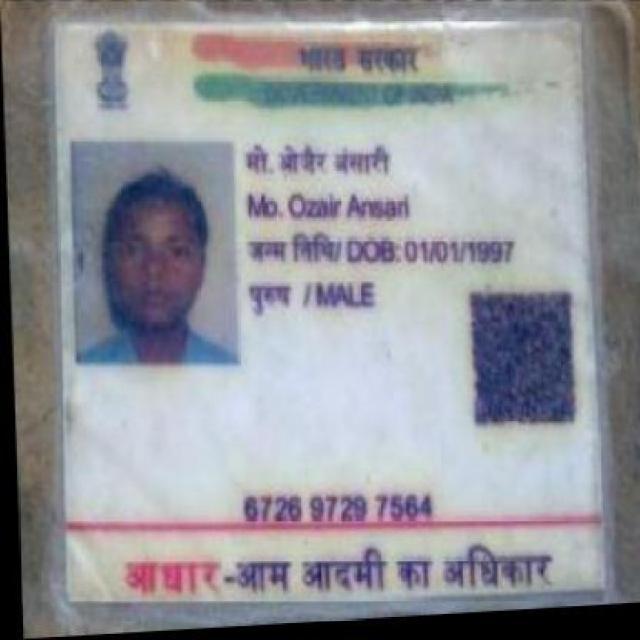 भारत सरकार
GOVERNMENT OF INDIA
मो. ओजैर अंसारी
Mo. Ozair Ansari
जन्म तिथि/ DOB: 01/01/1997
पुरुष / MALE
6726 9729 7564
आधार-आम आदमी का अधिकार